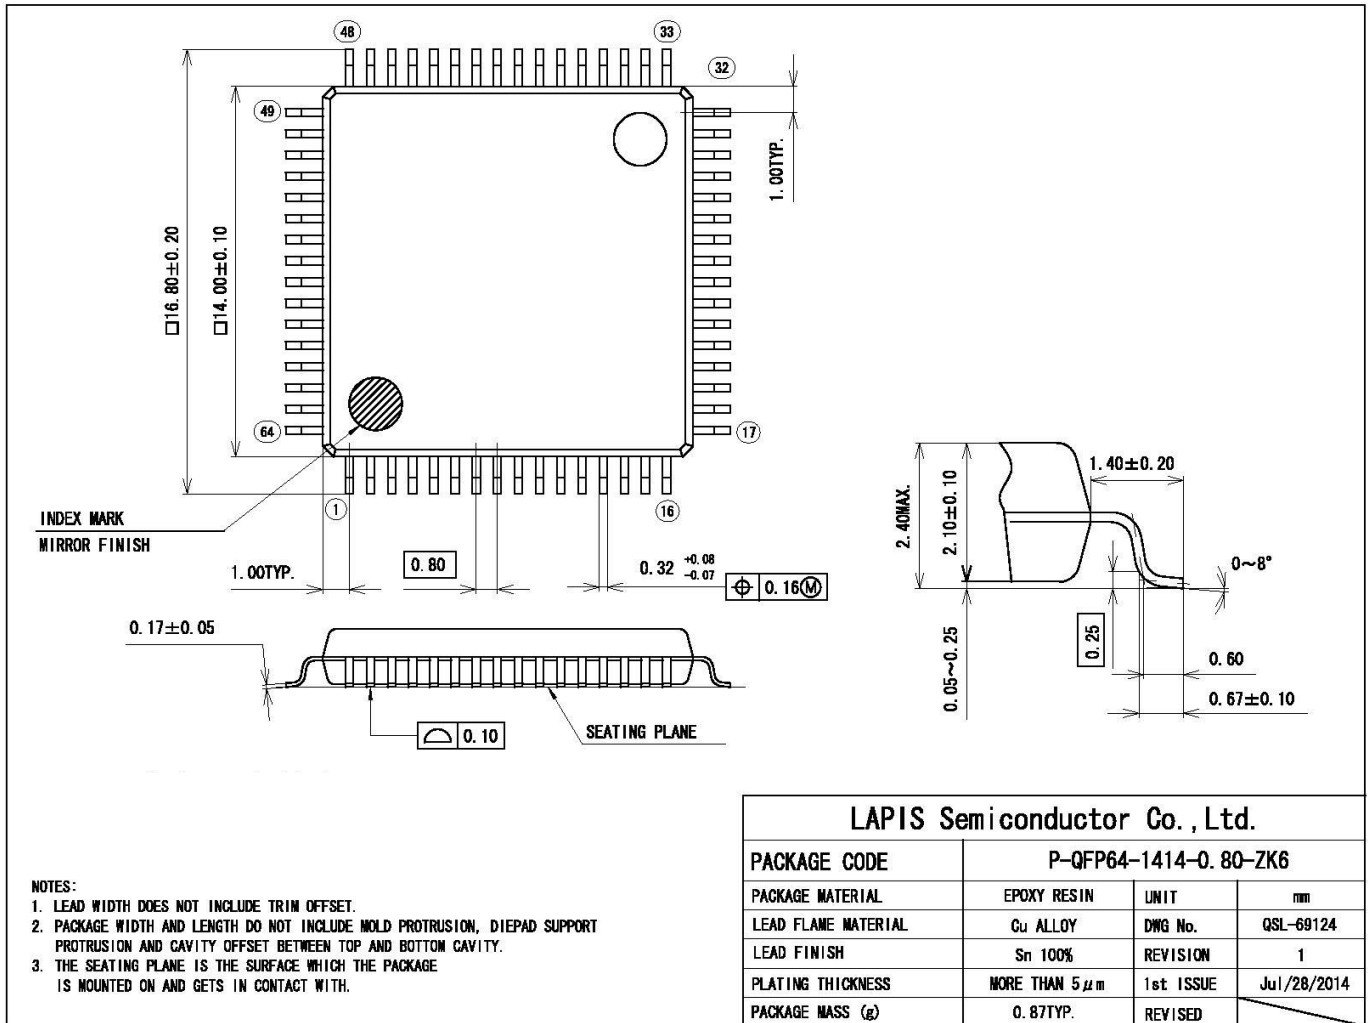 48
33
32
49
1.00TYP.
□16.80±0.20
□14.00±0.10
64
17
1
16
INDEX MARK
MIRROR FINISH
1.00TYP.
0.80
0.32 +0.08 -0.07
⌖ 0.16Ⓜ
0.17±0.05
⌓ 0.10
SEATING PLANE
2.40MAX.
2.10±0.10
1.40±0.20
0~8°
0.05~0.25
0.25
0.60
0.67±0.10
NOTES:
1. LEAD WIDTH DOES NOT INCLUDE TRIM OFFSET.
2. PACKAGE WIDTH AND LENGTH DO NOT INCLUDE MOLD PROTRUSION, DIEPAD SUPPORT
PROTRUSION AND CAVITY OFFSET BETWEEN TOP AND BOTTOM CAVITY.
3. THE SEATING PLANE IS THE SURFACE WHICH THE PACKAGE
IS MOUNTED ON AND GETS IN CONTACT WITH.
LAPIS Semiconductor Co.,Ltd.
PACKAGE CODE P-QFP64-1414-0.80-ZK6
PACKAGE MATERIAL EPOXY RESIN UNIT mm
LEAD FLAME MATERIAL Cu ALLOY DWG No. QSL-69124
LEAD FINISH Sn 100% REVISION 1
PLATING THICKNESS MORE THAN 5μm 1st ISSUE Jul/28/2014
PACKAGE MASS (g) 0.87TYP. REVISED